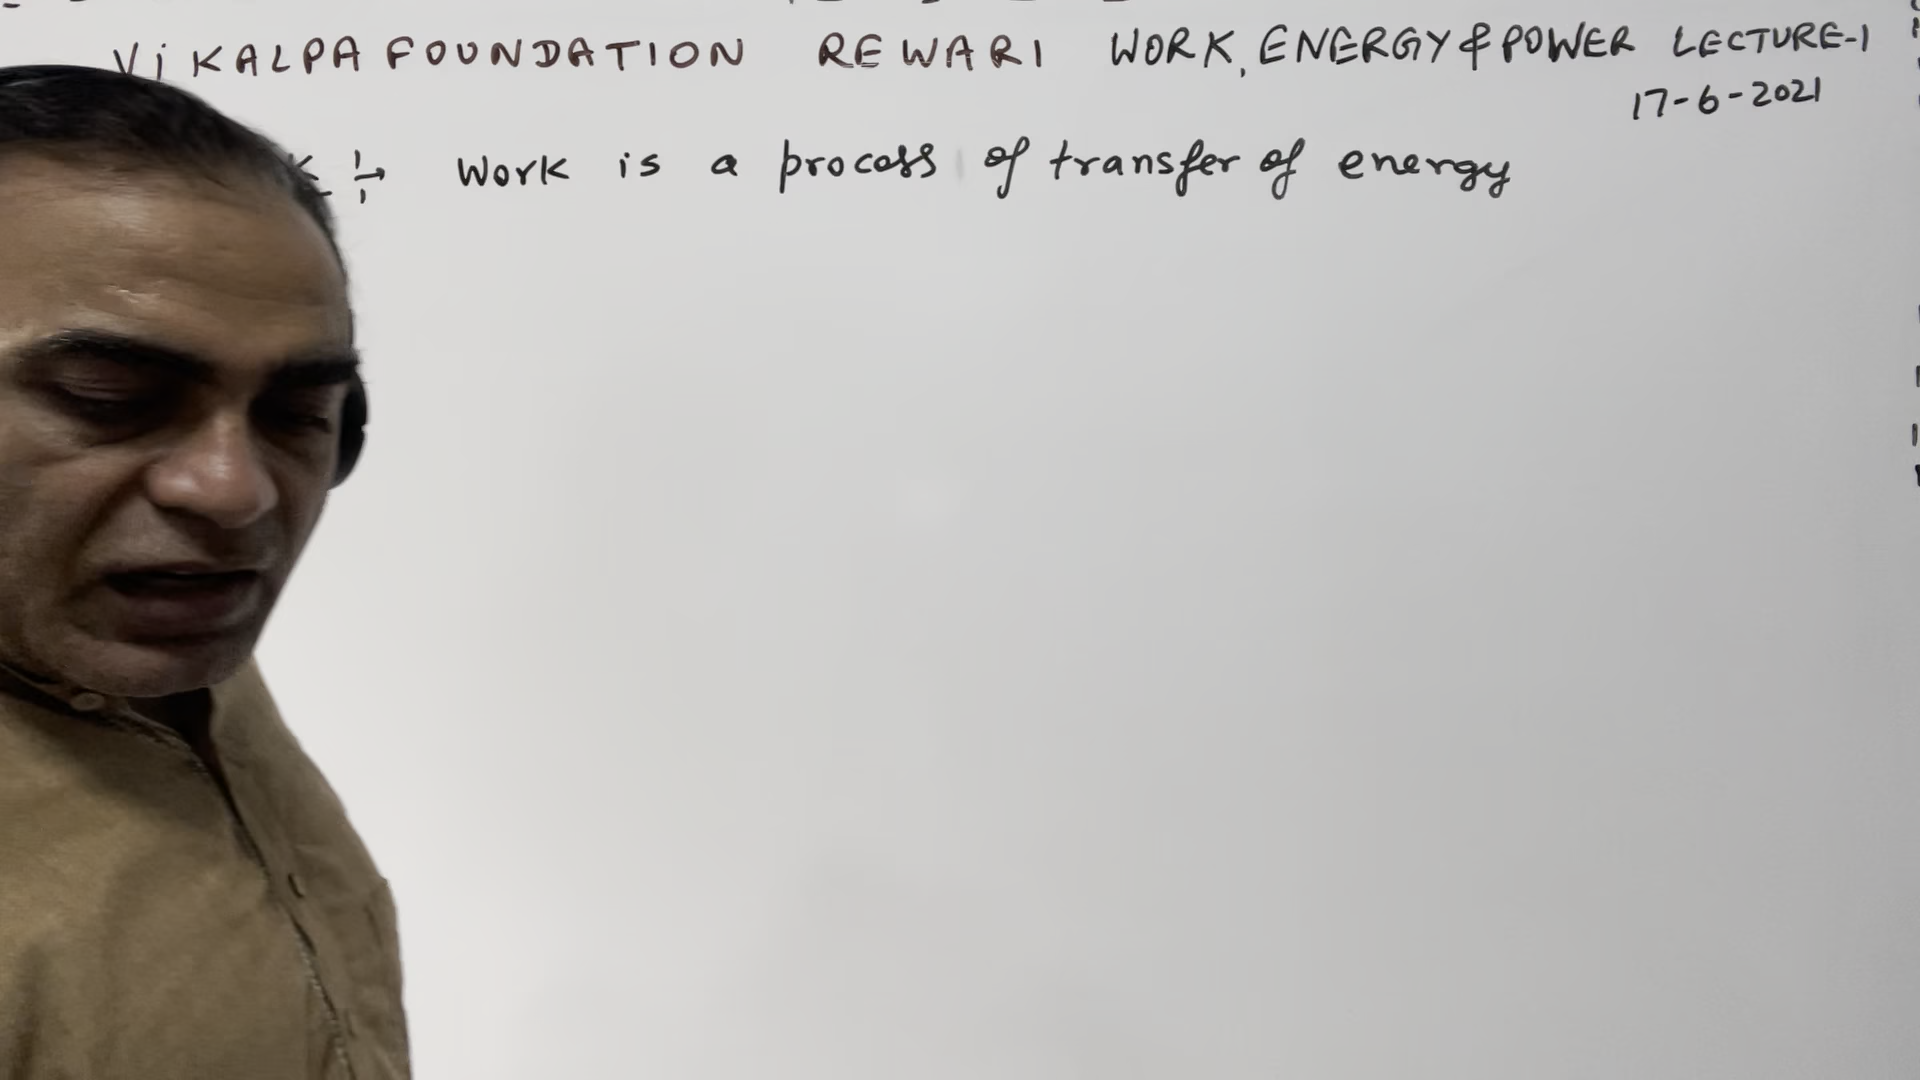 ViKALPA FOUNDATION REWARI WORK, ENERGY & POWER LECTURE-1
17-6-2021
Work is a process of transfer of energy